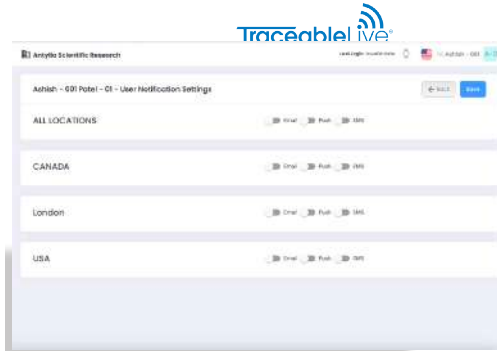 TraceableLive®
Antylia Scientific Research
Ashish - 601 Patel - 01 - User Notification Settings
← Back Save
ALL LOCATIONS Email Push SMS
CANADA Email Push SMS
London Email Push SMS
USA Email Push SMS